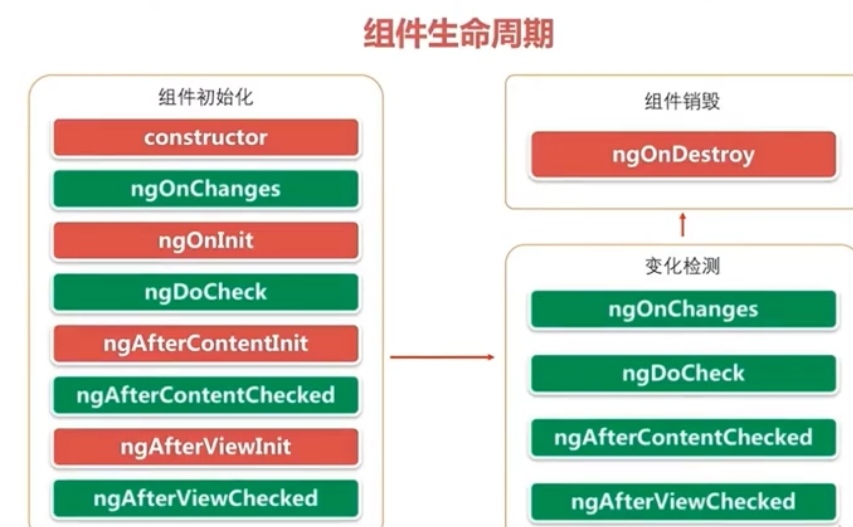 组件生命周期
组件初始化
constructor
ngOnChanges
ngOnInit
ngDoCheck
ngAfterContentInit
ngAfterContentChecked
ngAfterViewInit
ngAfterViewChecked
组件销毁
ngOnDestroy
变化检测
ngOnChanges
ngDoCheck
ngAfterContentChecked
ngAfterViewChecked